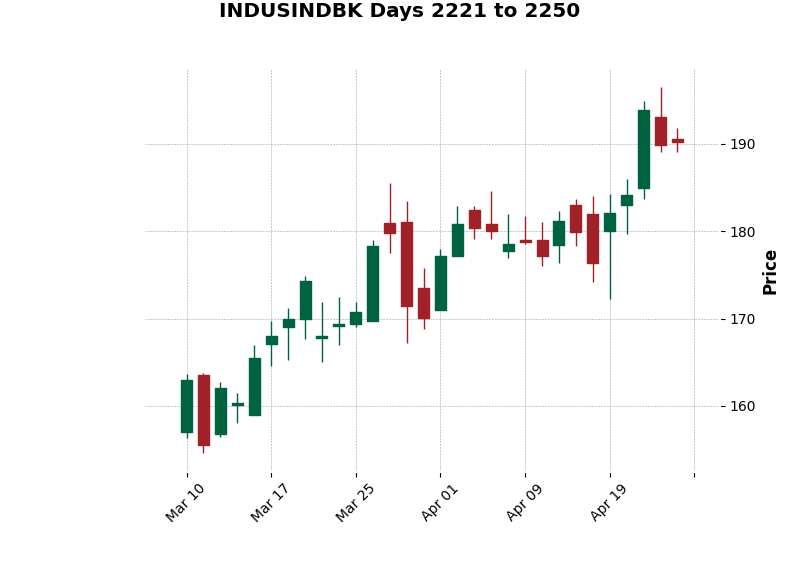 INDUSINDBK Days 2221 to 2250
190
180
170
160
Price
Mar 10
Mar 17
Mar 25
Apr 01
Apr 09
Apr 19